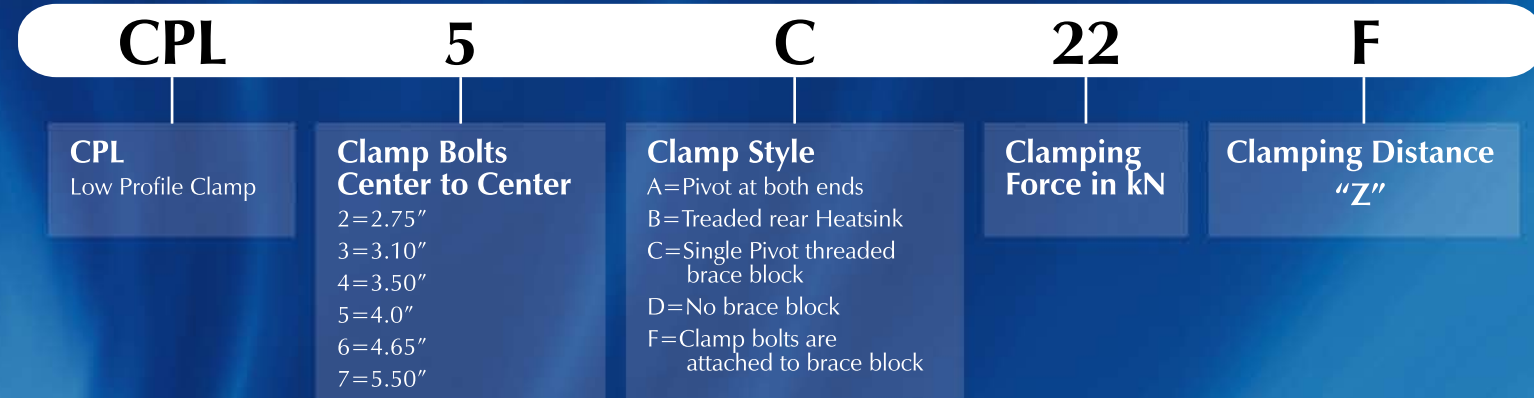 CPL 5 C 22 F
CPL
Low Profile Clamp
Clamp Bolts
Center to Center
2=2.75”
3=3.10”
4=3.50”
5=4.0”
6=4.65”
7=5.50”
Clamp Style
A=Pivot at both ends
B=Treaded rear Heatsink
C=Single Pivot threaded
brace block
D=No brace block
F=Clamp bolts are
attached to brace block
Clamping
Force in kN
Clamping Distance
“Z”